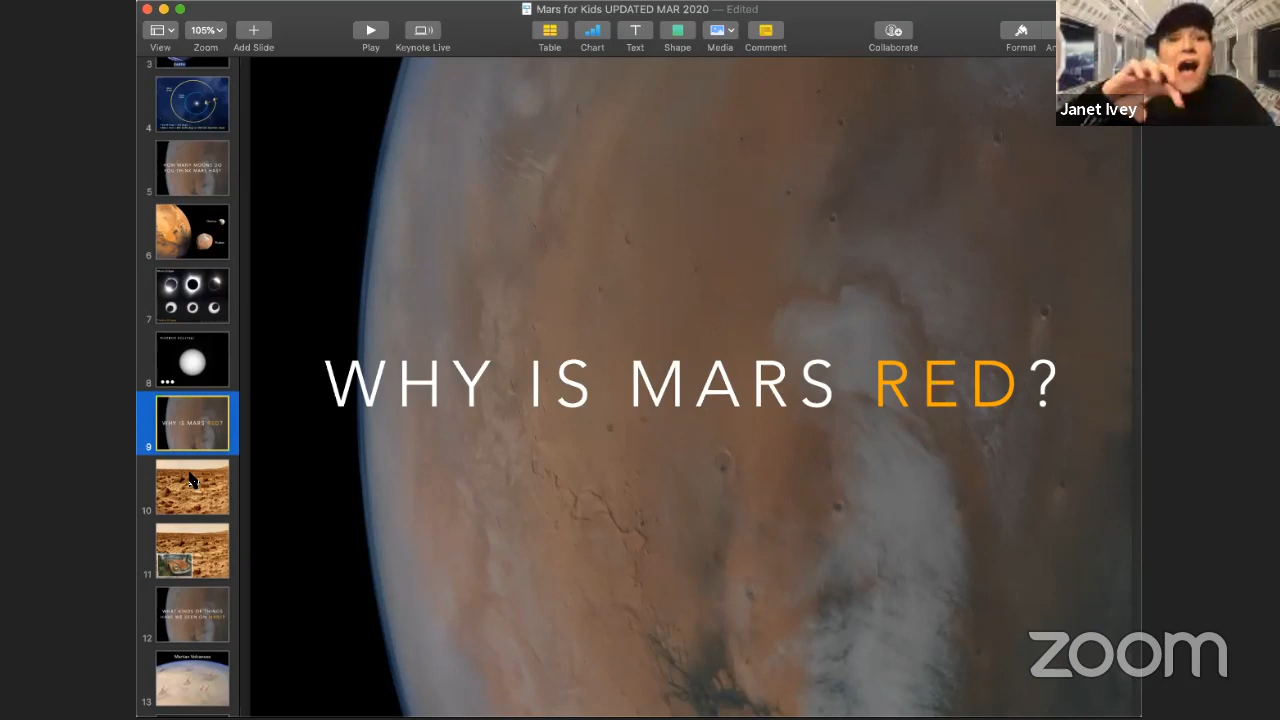 Mars for Kids UPDATED MAR 2020 — Edited
105%
View
Zoom
Add Slide
Play
Keynote Live
Table
Chart
Text
Shape
Media
Comment
Collaborate
Format
Janet Ivey
3
4
5
HOW MANY MOONS DO
YOU THINK MARS HAS?
6
7
8
9
WHY IS MARS RED?
10
11
12
WHAT KINDS OF THINGS
HAVE WE SEEN ON MARS?
13
Martian Volcanoes
WHY IS MARS RED?
zoom